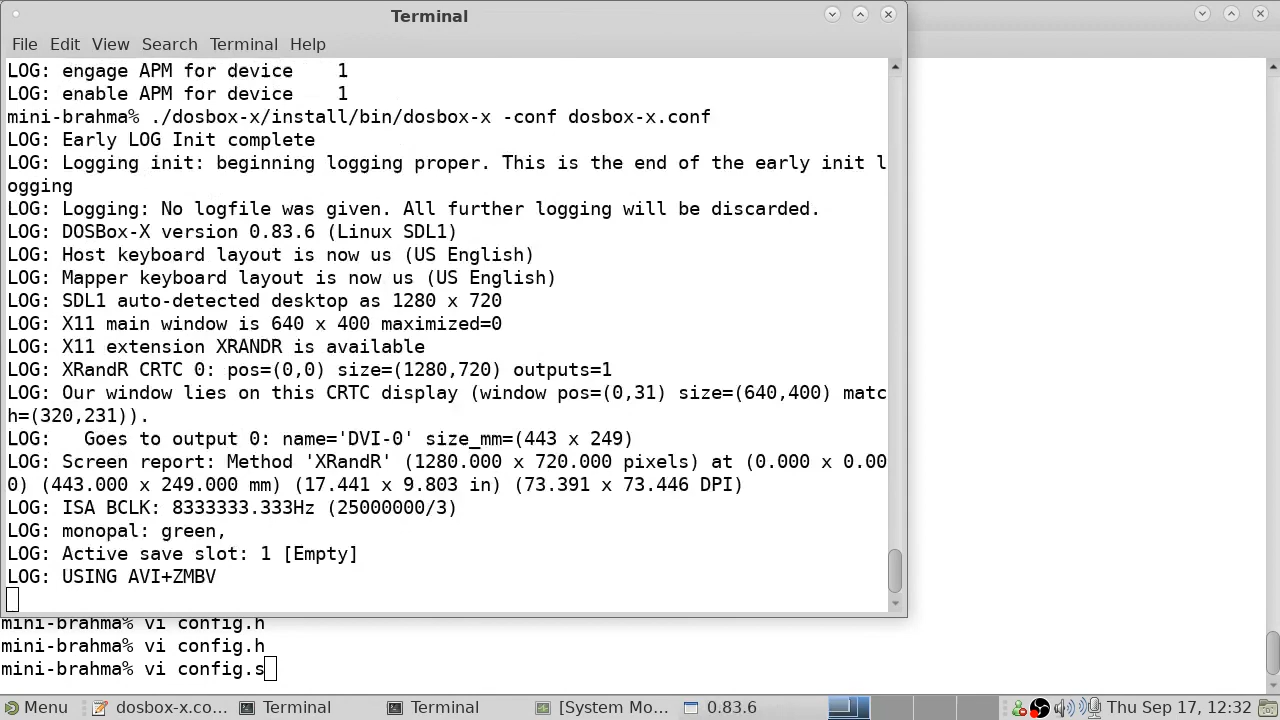 Terminal
File Edit View Search Terminal Help
LOG: engage APM for device    1
LOG: enable APM for device    1
mini-brahma% ./dosbox-x/install/bin/dosbox-x -conf dosbox-x.conf
LOG: Early LOG Init complete
LOG: Logging init: beginning logging proper. This is the end of the early init l
ogging
LOG: Logging: No logfile was given. All further logging will be discarded.
LOG: DOSBox-X version 0.83.6 (Linux SDL1)
LOG: Host keyboard layout is now us (US English)
LOG: Mapper keyboard layout is now us (US English)
LOG: SDL1 auto-detected desktop as 1280 x 720
LOG: X11 main window is 640 x 400 maximized=0
LOG: X11 extension XRANDR is available
LOG: XRandR CRTC 0: pos=(0,0) size=(1280,720) outputs=1
LOG: Our window lies on this CRTC display (window pos=(0,31) size=(640,400) matc
h=(320,231)).
LOG:   Goes to output 0: name='DVI-0' size_mm=(443 x 249)
LOG: Screen report: Method 'XRandR' (1280.000 x 720.000 pixels) at (0.000 x 0.00
0) (443.000 x 249.000 mm) (17.441 x 9.803 in) (73.391 x 73.446 DPI)
LOG: ISA BCLK: 8333333.333Hz (25000000/3)
LOG: monopal: green,
LOG: Active save slot: 1 [Empty]
LOG: USING AVI+ZMBV
mini-brahma% vi config.h
mini-brahma% vi config.h
mini-brahma% vi config.s
Menu dosbox-x.co... Terminal Terminal [System Mo... 0.83.6 Thu Sep 17, 12:32